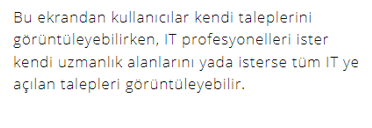 Bu ekrandan kullanıcılar kendi taleplerini
görüntüleyebilirken, IT profesyonelleri ister
kendi uzmanlık alanlarını yada isterse tüm IT ye
açılan talepleri görüntüleyebilir.